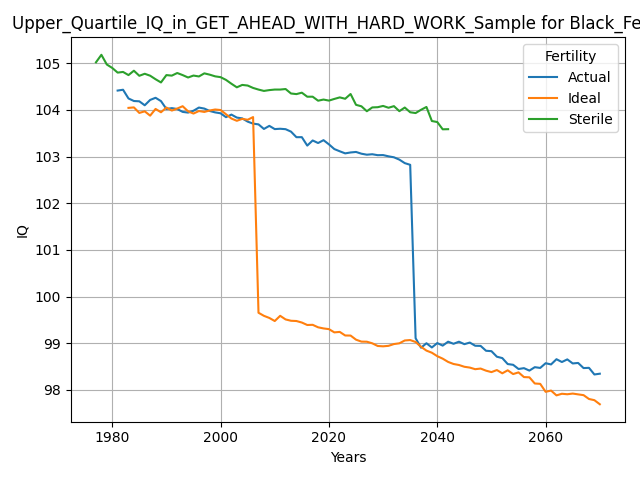 Upper_Quartile_IQ_in_GET_AHEAD_WITH_HARD_WORK_Sample for Black_Fe
Fertility
Actual
Ideal
Sterile
105
104
103
102
101
100
99
98
IQ
1980
2000
2020
2040
2060
Years